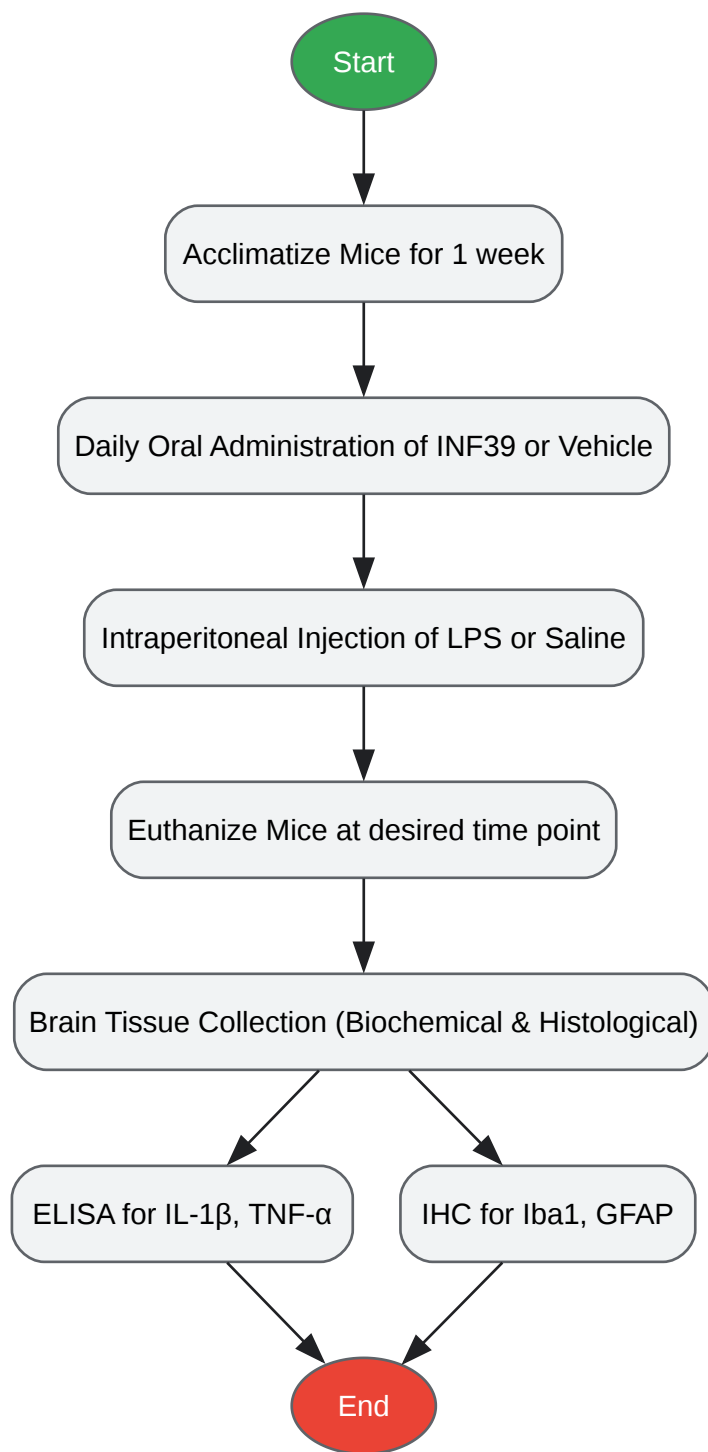 Start
Acclimatize Mice for 1 week
Daily Oral Administration of INF39 or Vehicle
Intraperitoneal Injection of LPS or Saline
Euthanize Mice at desired time point
Brain Tissue Collection (Biochemical & Histological)
ELISA for IL-1β, TNF-α
IHC for Iba1, GFAP
End